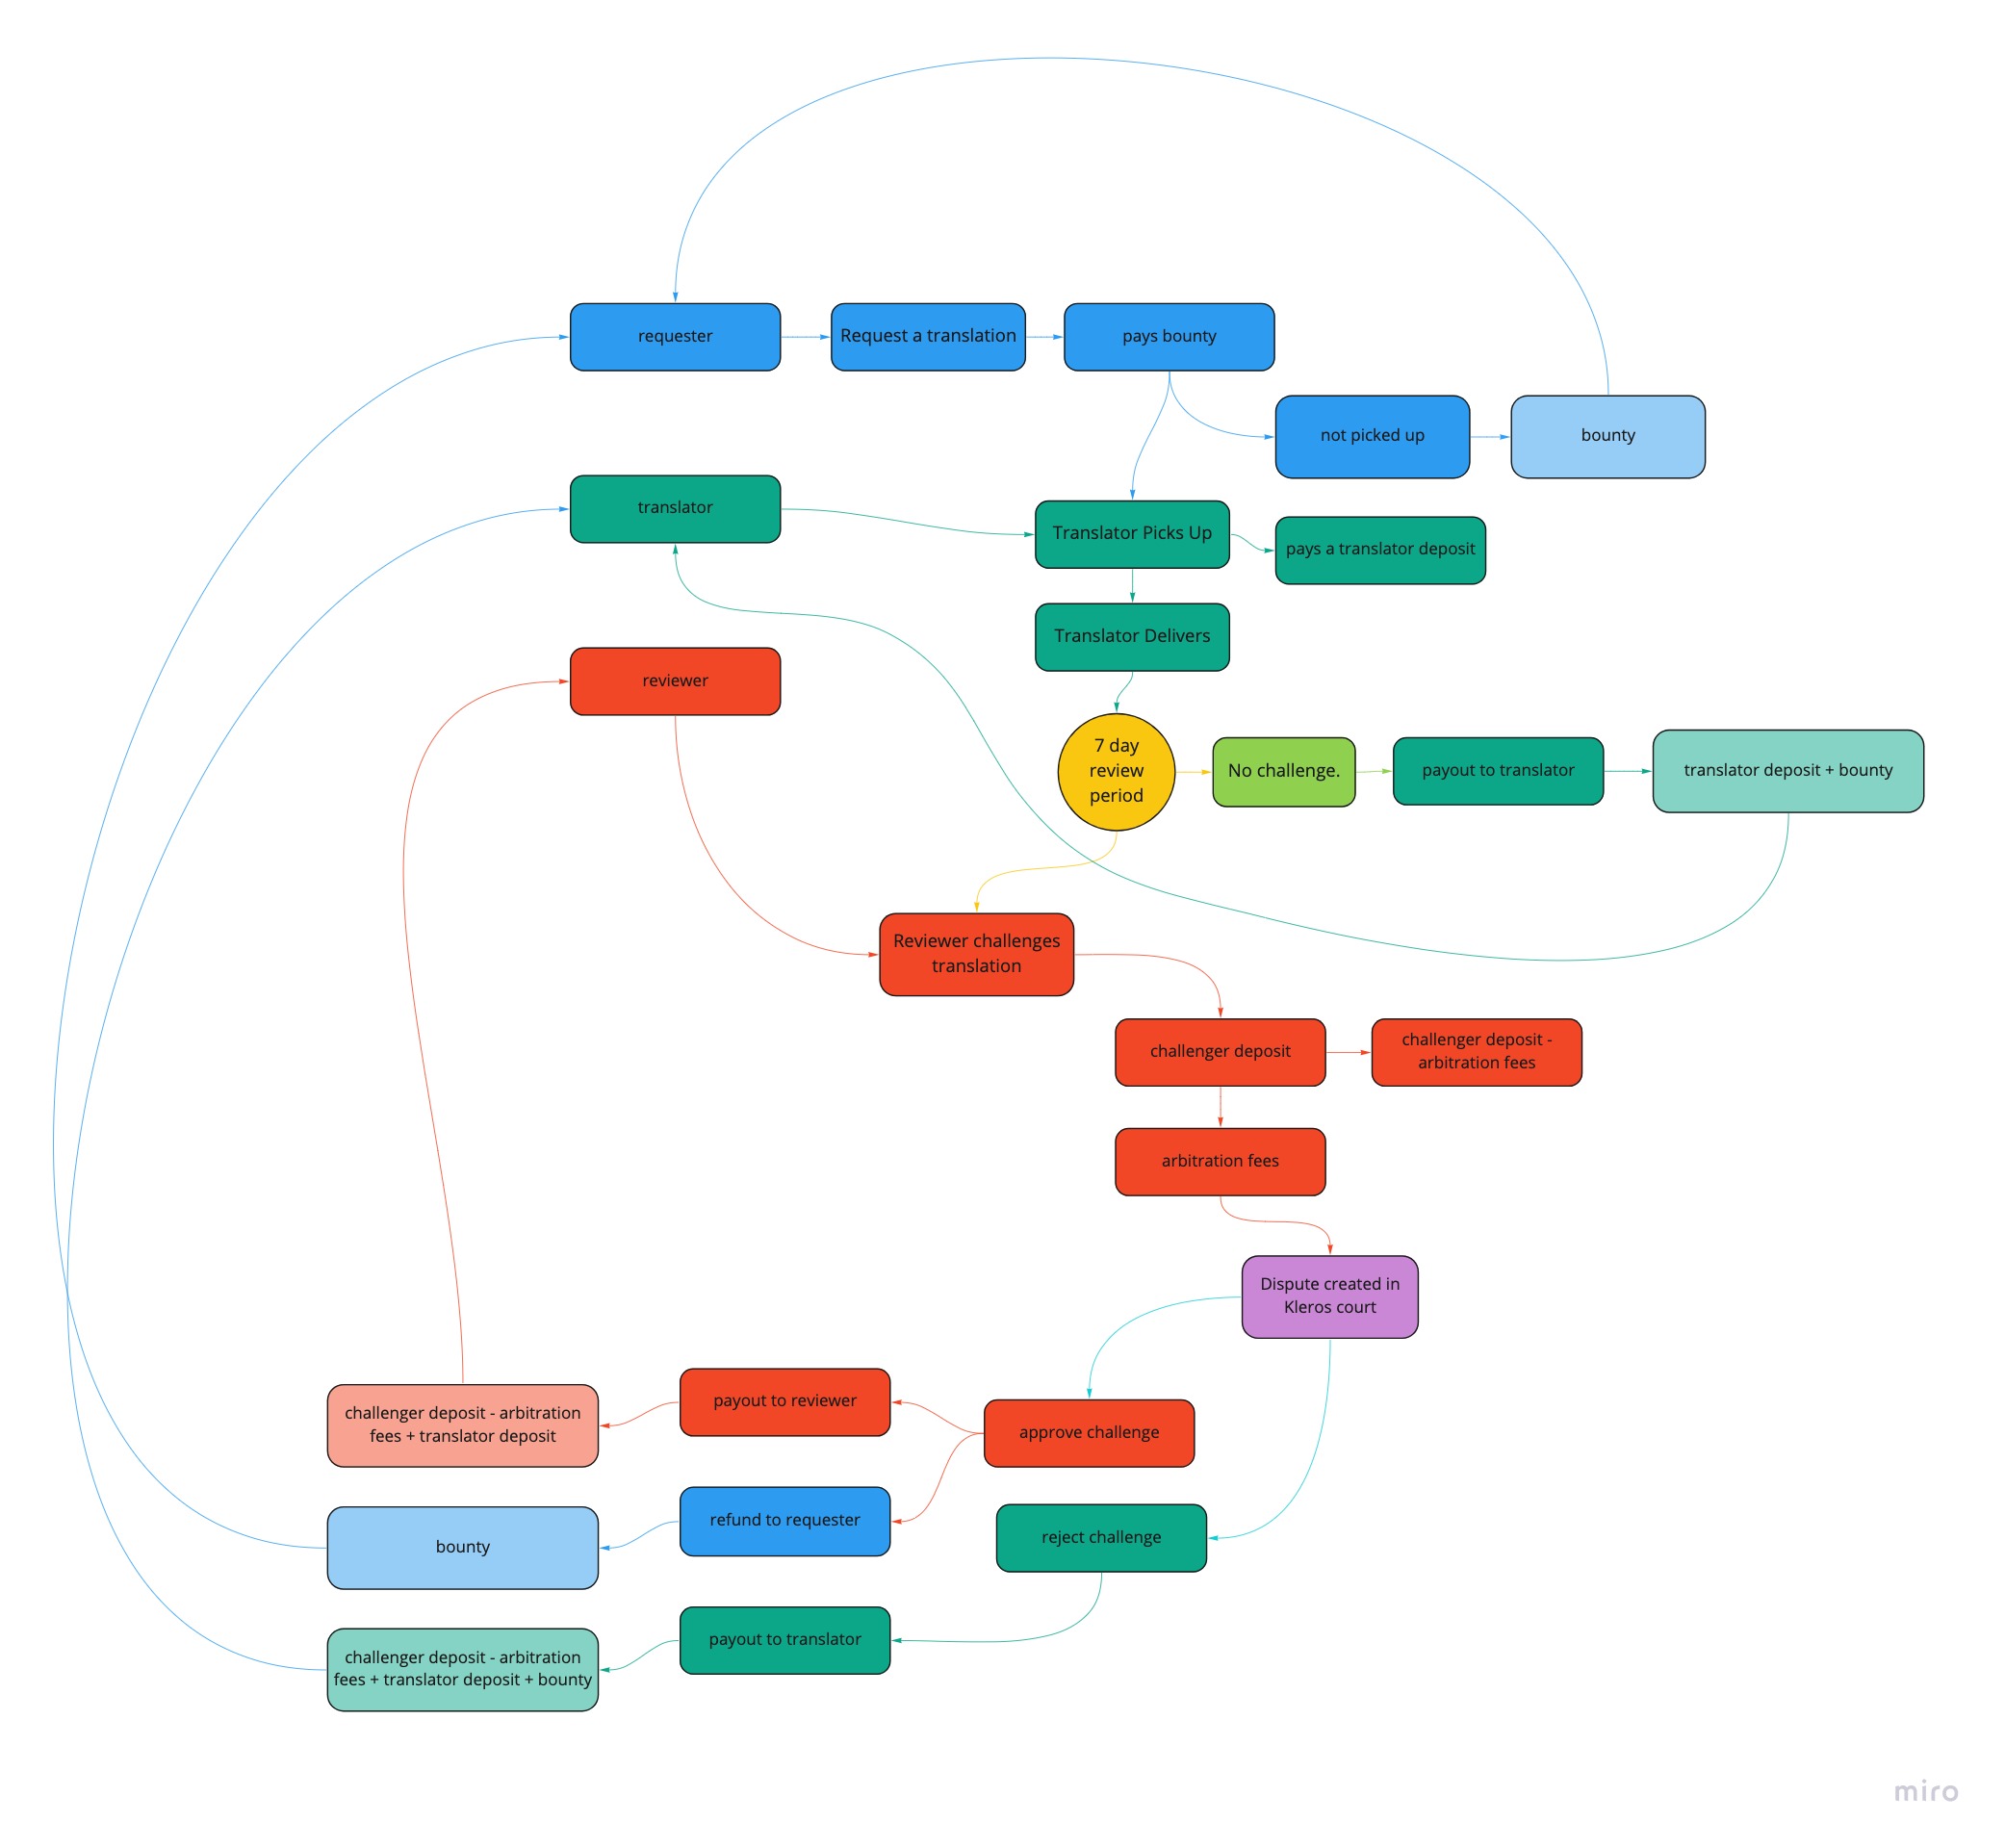 requester
Request a translation
pays bounty
not picked up
bounty
translator
Translator Picks Up
pays a translator deposit
Translator Delivers
reviewer
7 day
review
period
No challenge.
payout to translator
translator deposit + bounty
Reviewer challenges
translation
challenger deposit
challenger deposit -
arbitration fees
arbitration fees
Dispute created in
Kleros court
approve challenge
payout to reviewer
challenger deposit - arbitration
fees + translator deposit
refund to requester
bounty
reject challenge
payout to translator
challenger deposit - arbitration
fees + translator deposit + bounty
miro